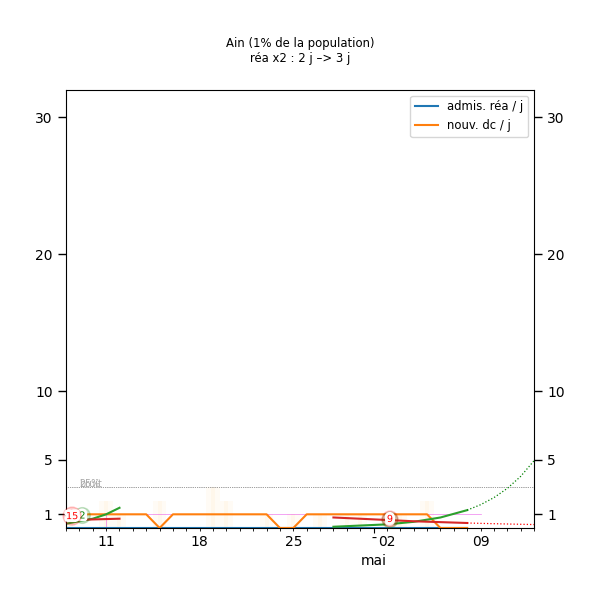 Ain (1% de la population)
réa x2 : 2 j –> 3 j
admis. réa / j
nouv. dc / j
30 30
20 20
10 10
5 5
1 1
15 2 9
11 18 25 02 09
mai